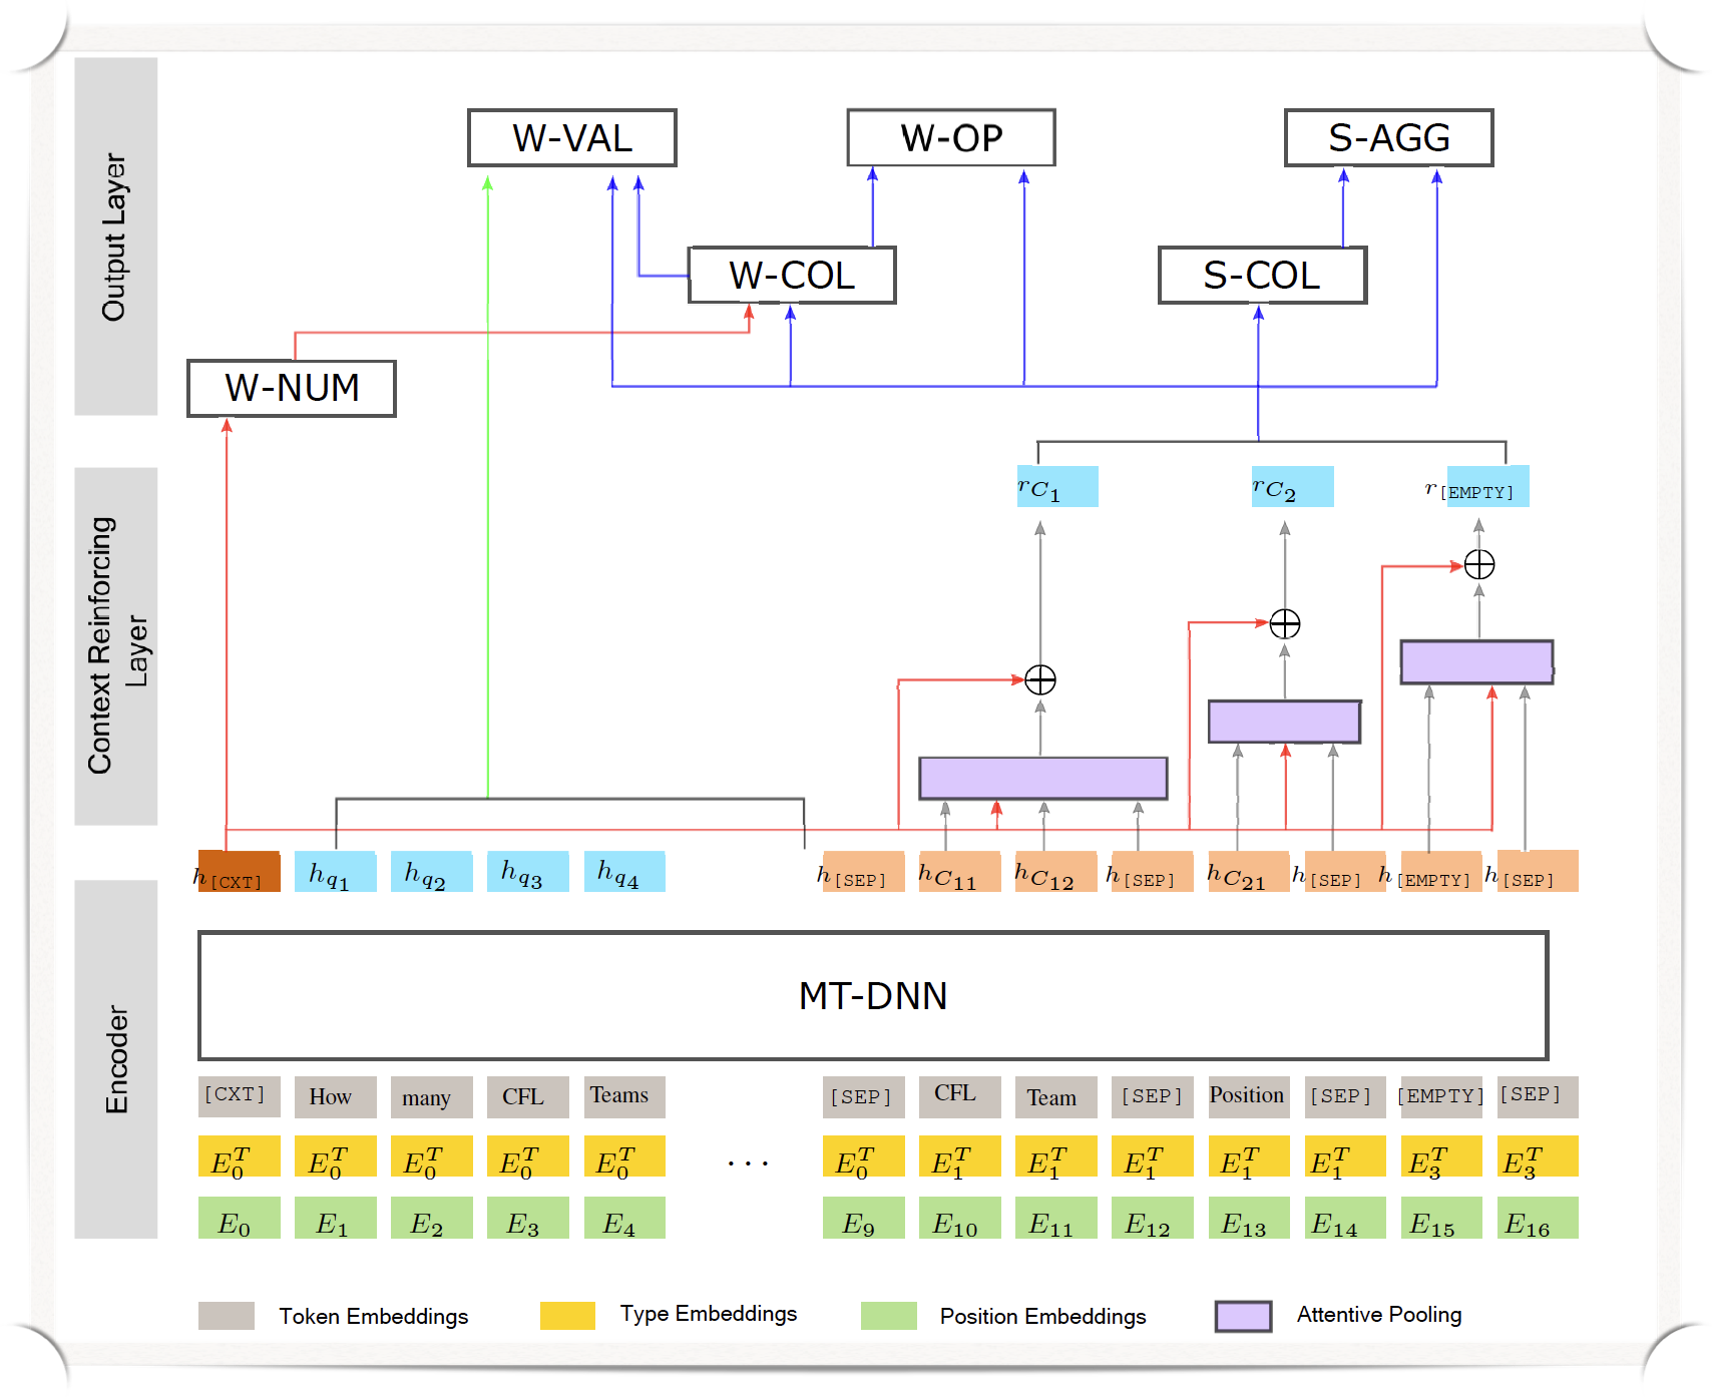 Output Layer
W-VAL W-OP S-AGG
W-COL S-COL
W-NUM
Context Reinforcing
Layer
r_{C_1} r_{C_2} r_{[EMPTY]}
h_{[CXT]} h_{q_1} h_{q_2} h_{q_3} h_{q_4} h_{[SEP]} h_{C_{11}} h_{C_{12}} h_{[SEP]} h_{C_{21}} h_{[SEP]} h_{[EMPTY]} h_{[SEP]}
Encoder
MT-DNN
[CXT] How many CFL Teams [SEP] CFL Team [SEP] Position [SEP] [EMPTY] [SEP]
E_0^T E_0^T E_0^T E_0^T E_0^T ... E_0^T E_1^T E_1^T E_1^T E_1^T E_1^T E_3^T E_3^T
E_0 E_1 E_2 E_3 E_4 E_9 E_{10} E_{11} E_{12} E_{13} E_{14} E_{15} E_{16}
Token Embeddings Type Embeddings Position Embeddings Attentive Pooling